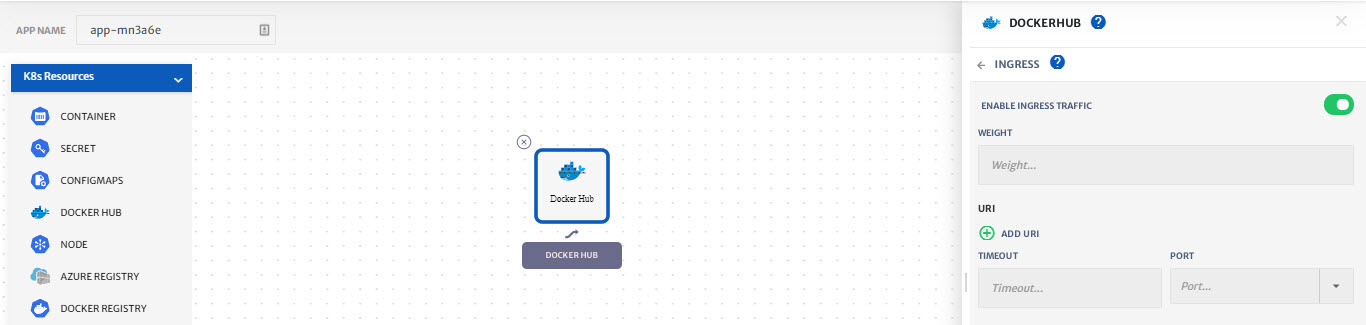 APP NAME
app-mn3a6e
K8s Resources
CONTAINER
SECRET
CONFIGMAPS
DOCKER HUB
NODE
AZURE REGISTRY
DOCKER REGISTRY
Docker Hub
DOCKER HUB
DOCKERHUB ?
INGRESS ?
ENABLE INGRESS TRAFFIC
WEIGHT
Weight...
URI
ADD URI
TIMEOUT PORT
Timeout... Port...